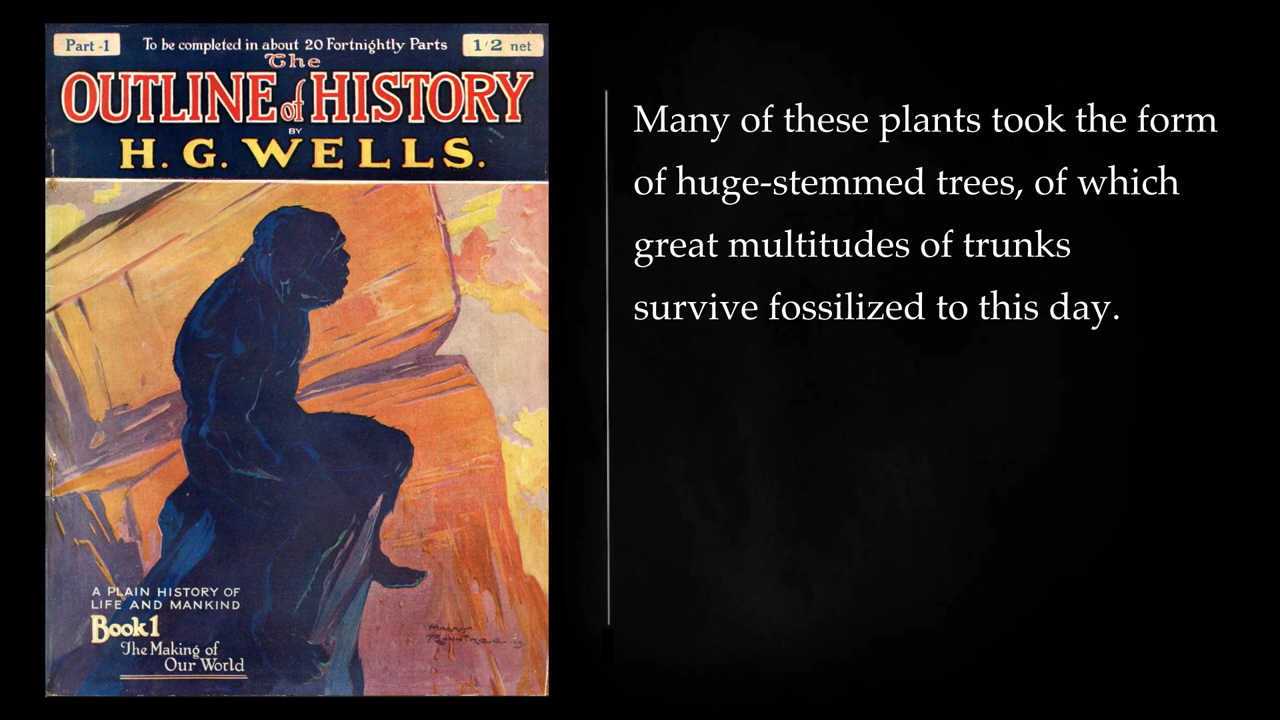 Part -1
To be completed in about 20 Fortnightly Parts
1/2 net
The
OUTLINE of HISTORY
BY
H. G. WELLS.
A PLAIN HISTORY OF
LIFE AND MANKIND
Book 1
The Making of
Our World
Many of these plants took the form
of huge-stemmed trees, of which
great multitudes of trunks
survive fossilized to this day.